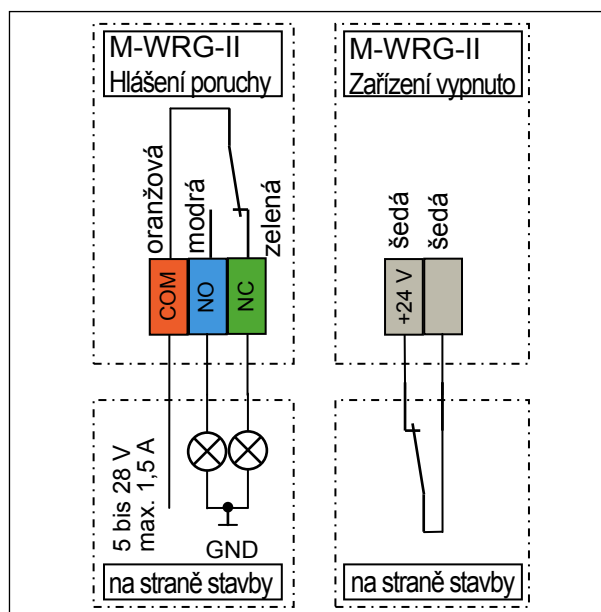 M-WRG-II
Hlášení poruchy
oranžová
modrá
zelená
COM
NO
NC
5 bis 28 V
max. 1,5 A
GND
na straně stavby
M-WRG-II
Zařízení vypnuto
šedá
šedá
+24 V
na straně stavby